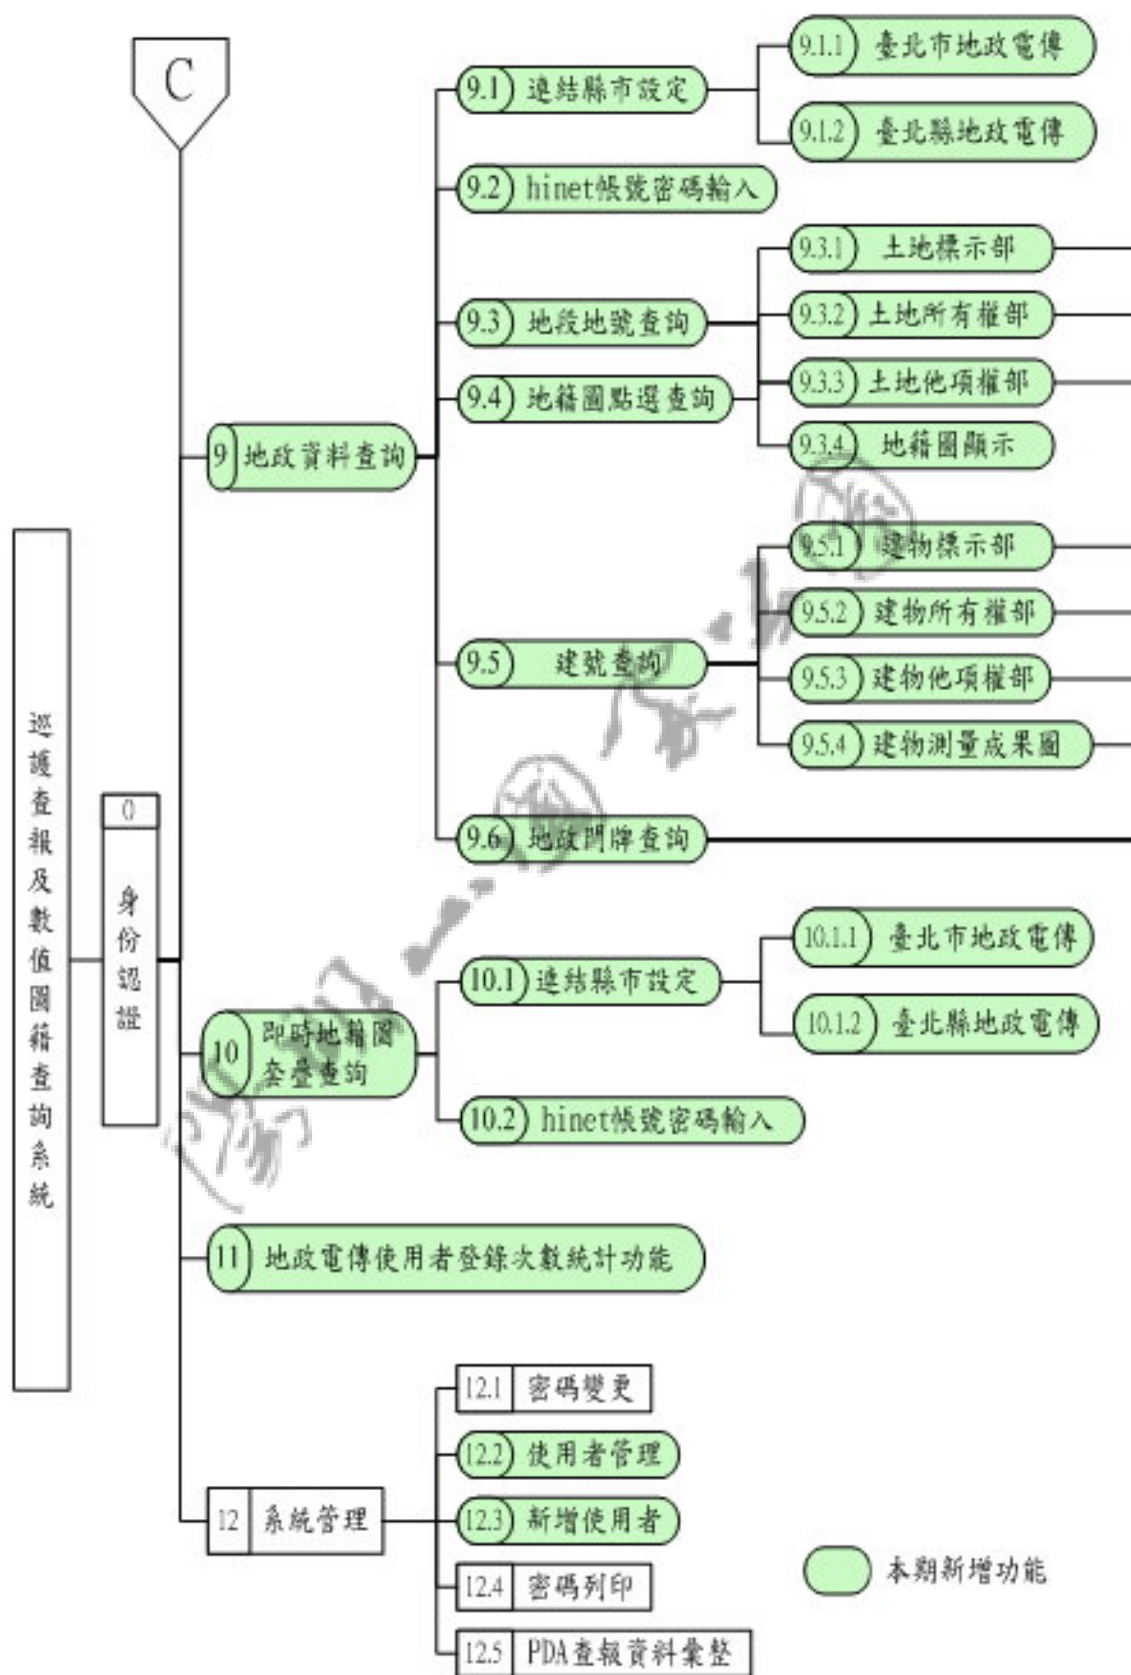 C
巡護查報及數值圖籍查詢系統
0
身份認證
9 地政資料查詢
9.1 連結縣市設定
9.1.1 臺北市地政電傳
9.1.2 臺北縣地政電傳
9.2 hinet帳號密碼輸入
9.3 地段地號查詢
9.3.1 土地標示部
9.3.2 土地所有權部
9.4 地籍圖點選查詢
9.3.3 土地他項權部
9.3.4 地籍圖顯示
9.5 建號查詢
9.5.1 建物標示部
9.5.2 建物所有權部
9.5.3 建物他項權部
9.5.4 建物測量成果圖
9.6 地政門牌查詢
10 即時地籍圖
套疊查詢
10.1 連結縣市設定
10.1.1 臺北市地政電傳
10.1.2 臺北縣地政電傳
10.2 hinet帳號密碼輸入
11 地政電傳使用者登錄次數統計功能
12 系統管理
12.1 密碼變更
12.2 使用者管理
12.3 新增使用者
12.4 密碼列印
12.5 PDA查報資料彙整
本期新增功能